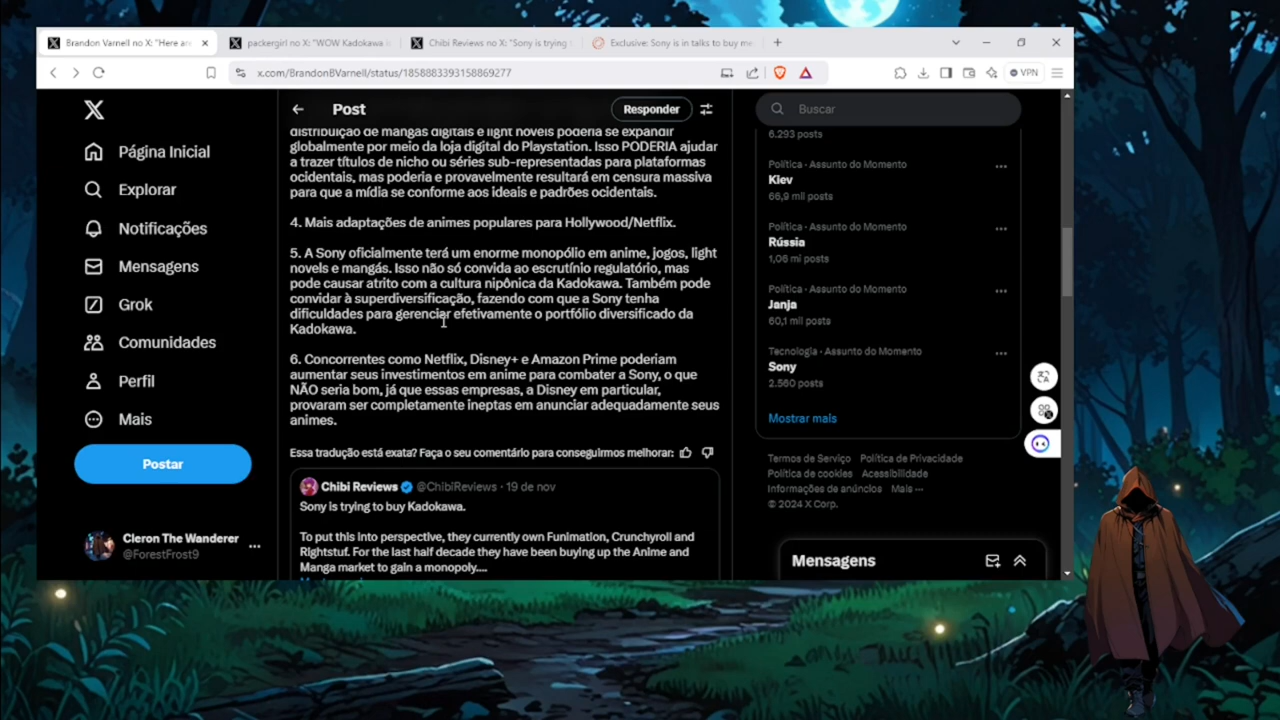 Brandon Varnell no X: "Here are
packergirl no X: "WOW Kadokawa is
Chibi Reviews no X: "Sony is trying t
Exclusive: Sony is in talks to buy me
x.com/BrandonBVarnell/status/1858883393158869277
VPN
Página Inicial
Explorar
Notificações
Mensagens
Grok
Comunidades
Perfil
Mais
Postar
Cleron The Wanderer
@ForestFrost9
Post
Responder
distribuição de mangás digitais e light novels poderia se expandir
globalmente por meio da loja digital do Playstation. Isso PODERIA ajudar
a trazer títulos de nicho ou séries sub-representadas para plataformas
ocidentais, mas poderia e provavelmente resultará em censura massiva
para que a mídia se conforme aos ideais e padrões ocidentais.
4. Mais adaptações de animes populares para Hollywood/Netflix.
5. A Sony oficialmente terá um enorme monopólio em anime, jogos, light
novels e mangás. Isso não só convida ao escrutínio regulatório, mas
pode causar atrito com a cultura nipônica da Kadokawa. Também pode
convidar à superdiversificação, fazendo com que a Sony tenha
dificuldades para gerenciar efetivamente o portfólio diversificado da
Kadokawa.
6. Concorrentes como Netflix, Disney+ e Amazon Prime poderiam
aumentar seus investimentos em anime para combater a Sony, o que
NÃO seria bom, já que essas empresas, a Disney em particular,
provaram ser completamente ineptas em anunciar adequadamente seus
animes.
Essa tradução está exata? Faça o seu comentário para conseguirmos melhorar:
Chibi Reviews @ChibiReviews · 19 de nov
Sony is trying to buy Kadokawa.
To put this into perspective, they currently own Funimation, Crunchyroll and
Rightstuf. For the last half decade they have been buying up the Anime and
Manga market to gain a monopoly....
Buscar
6.293 posts
Política · Assunto do Momento
Kiev
66,9 mil posts
Política · Assunto do Momento
Rússia
1,06 mi posts
Política · Assunto do Momento
Janja
60,1 mil posts
Tecnologia · Assunto do Momento
Sony
2.560 posts
Mostrar mais
Termos de Serviço Política de Privacidade
Política de cookies Acessibilidade
Informações de anúncios Mais ···
© 2024 X Corp.
Mensagens